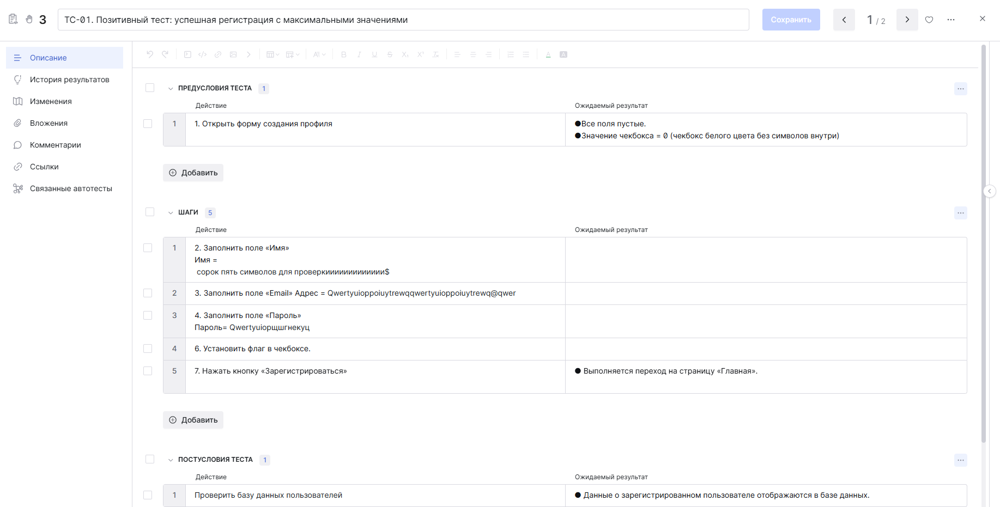 3
ТС-01. Позитивный тест: успешная регистрация с максимальными значениями
Сохранить
1 / 2
Описание
История результатов
Изменения
Вложения
Комментарии
Ссылки
Связанные автотесты
ПРЕДУСЛОВИЯ ТЕСТА 1
Действие Ожидаемый результат
1 1. Открыть форму создания профиля
●Все поля пустые.
●Значение чекбокса = 0 (чекбокс белого цвета без символов внутри)
Добавить
ШАГИ 5
Действие Ожидаемый результат
1 2. Заполнить поле «Имя»
Имя =
сорок пять символов для проверкиииииииииииии$
2 3. Заполнить поле «Email» Адрес = Qwertyuioppoiuytrewqqwertyuioppoiuytrewq@qwer
3 4. Заполнить поле «Пароль»
Пароль= Qwertyuiopщшгнекуц
4 6. Установить флаг в чекбоксе.
5 7. Нажать кнопку «Зарегистрироваться» ● Выполняется переход на страницу «Главная».
Добавить
ПОСТУСЛОВИЯ ТЕСТА 1
Действие Ожидаемый результат
1 Проверить базу данных пользователей ● Данные о зарегистрированном пользователе отображаются в базе данных.